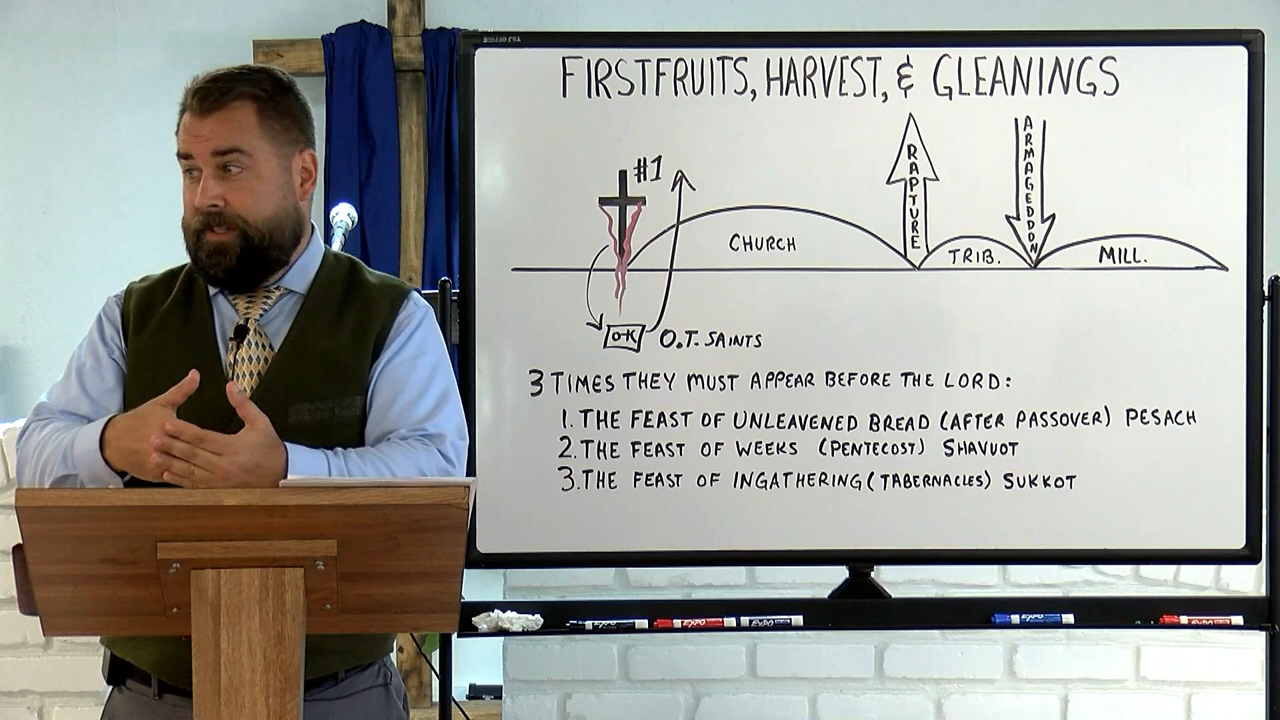 FIRSTFRUITS, HARVEST, & GLEANINGS
#1
RAPTURE
ARMAGEDDON
CHURCH
TRIB.
MILL.
O.T. SAINTS
3 TIMES THEY MUST APPEAR BEFORE THE LORD:
1. THE FEAST OF UNLEAVENED BREAD (AFTER PASSOVER) PESACH
2. THE FEAST OF WEEKS (PENTECOST) SHAVUOT
3. THE FEAST OF INGATHERING (TABERNACLES) SUKKOT
EXPO
EXPO